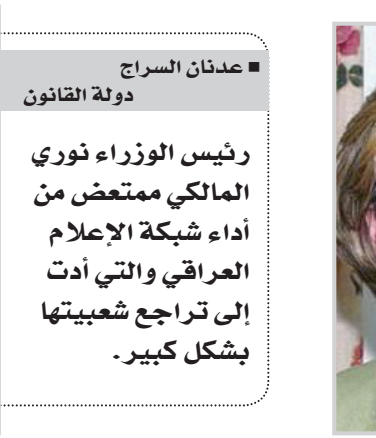 ■ عدنان السراج
دولة القانون
رئيس الوزراء نوري
المالكي ممتعض من
أداء شبكة الإعلام
العراقي والتي أدت
إلى تراجع شعبيتها
بشكل كبير.